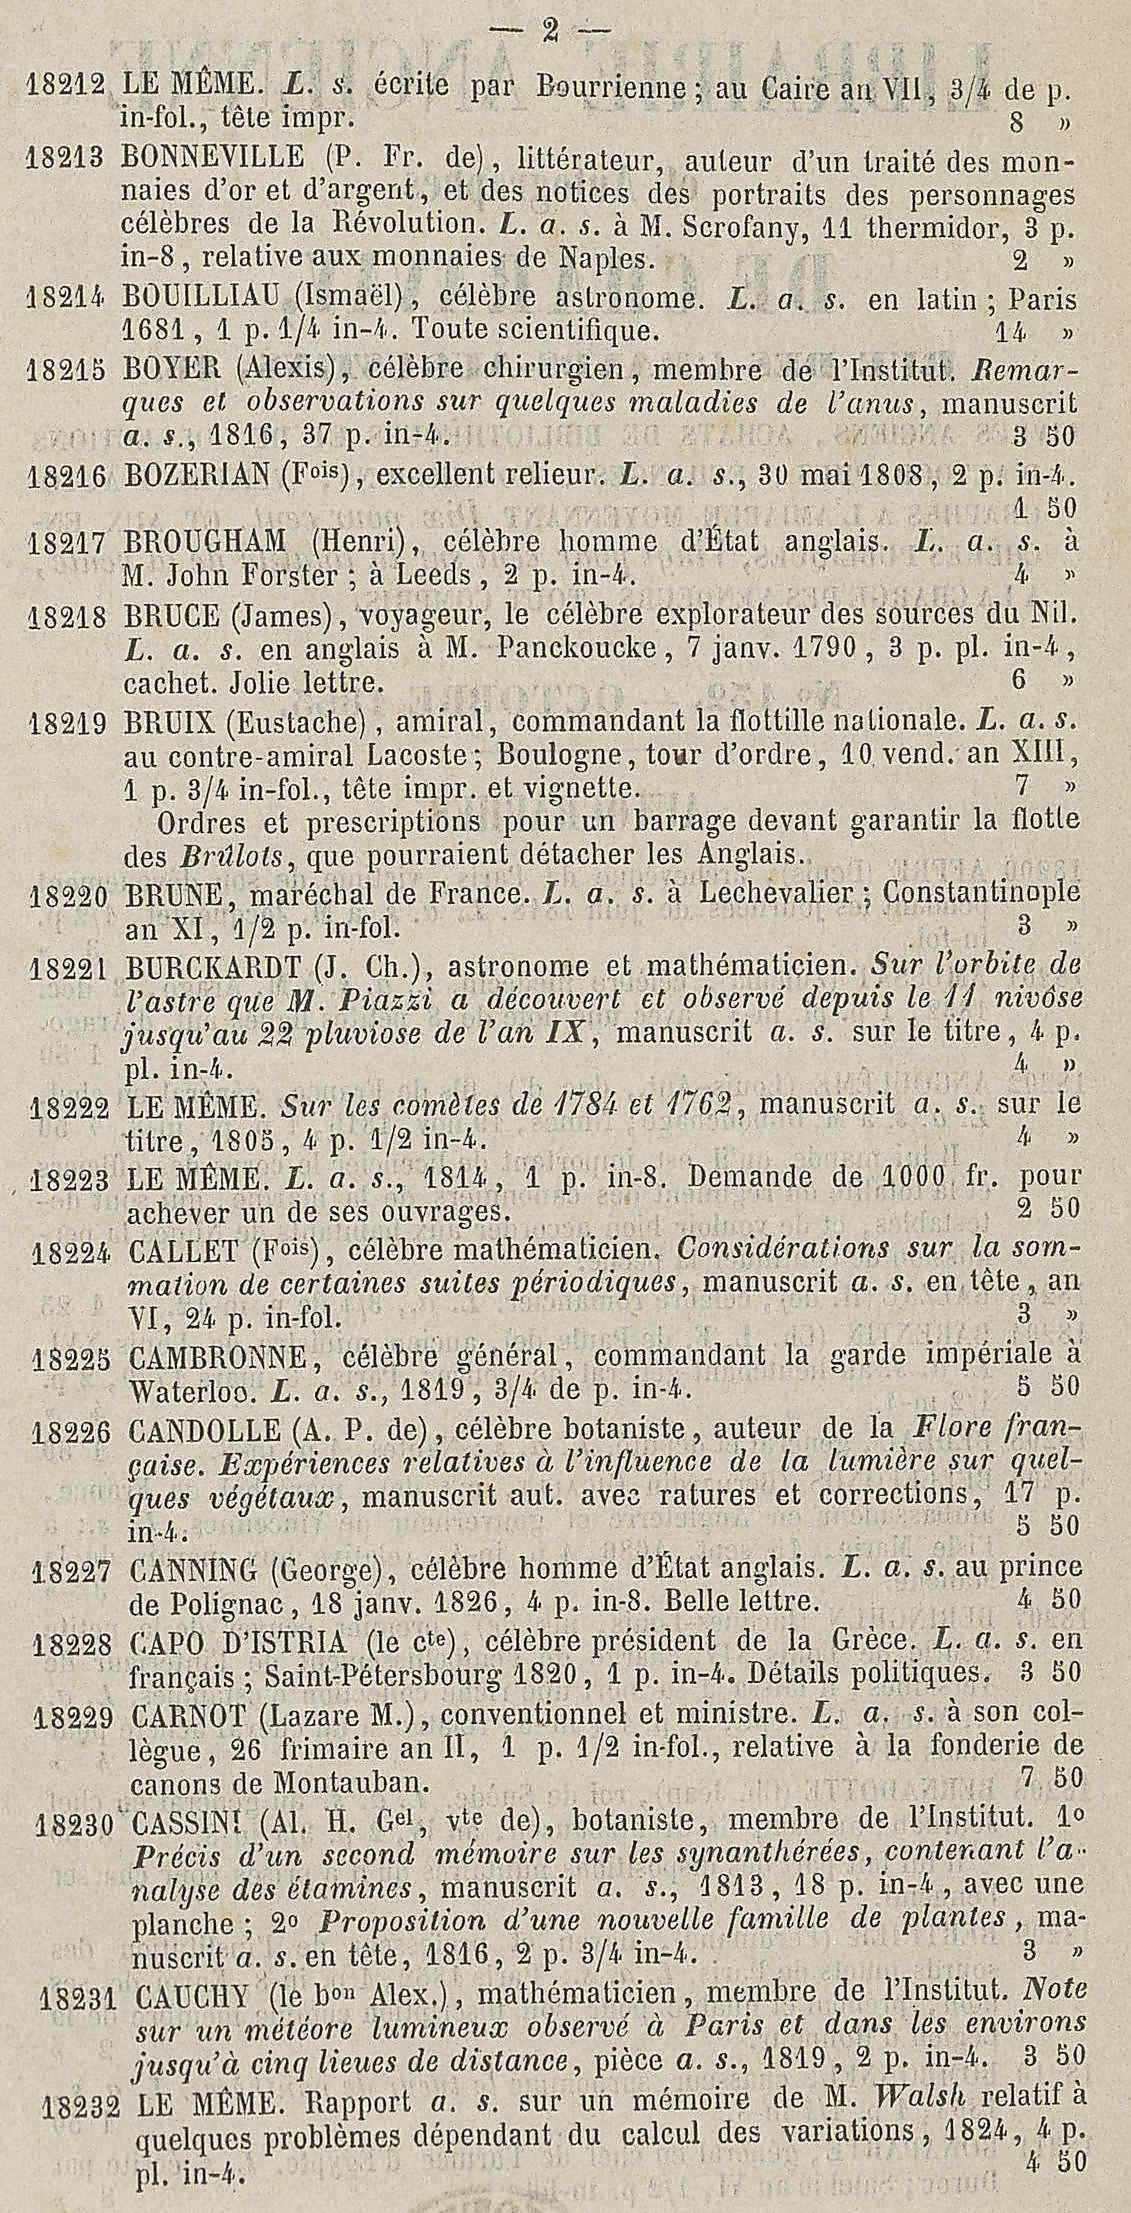 — 2 —
18212 LE MÊME. L. s. écrite par Bourrienne; au Caire an VII, 3/4 de p.
in-fol., tête impr. 8 »
18213 BONNEVILLE (P. Fr. de), littérateur, auteur d'un traité des mon-
naies d'or et d'argent, et des notices des portraits des personnages
célèbres de la Révolution. L. a. s. à M. Scrofany, 11 thermidor, 3 p.
in-8, relative aux monnaies de Naples. 2 »
18214 BOUILLIAU (Ismaël), célèbre astronome. L. a. s. en latin; Paris
1681, 1 p. 1/4 in-4. Toute scientifique. 14 »
18215 BOYER (Alexis), célèbre chirurgien, membre de l'Institut. Remar-
ques et observations sur quelques maladies de l'anus, manuscrit
a. s., 1816, 37 p. in-4. 3 50
18216 BOZERIAN (Fois), excellent relieur. L. a. s., 30 mai 1808, 2 p. in-4.
1 50
18217 BROUGHAM (Henri), célèbre homme d'État anglais. L. a. s. à
M. John Forster; à Leeds, 2 p. in-4. 4 »
18218 BRUCE (James), voyageur, le célèbre explorateur des sources du Nil.
L. a. s. en anglais à M. Panckoucke, 7 janv. 1790, 3 p. pl. in-4,
cachet. Jolie lettre. 6 »
18219 BRUIX (Eustache), amiral, commandant la flottille nationale. L. a. s.
au contre-amiral Lacoste; Boulogne, tour d'ordre, 10 vend. an XIII,
1 p. 3/4 in-fol., tête impr. et vignette. 7 »
Ordres et prescriptions pour un barrage devant garantir la flotte
des Brûlots, que pourraient détacher les Anglais.
18220 BRUNE, maréchal de France. L. a. s. à Lechevalier; Constantinople
an XI, 1/2 p. in-fol. 3 »
18221 BURCKARDT (J. Ch.), astronome et mathématicien. Sur l'orbite de
l'astre que M. Piazzi a découvert et observé depuis le 11 nivôse
jusqu'au 22 pluviose de l'an IX, manuscrit a. s. sur le titre, 4 p.
pl. in-4. 4 »
18222 LE MÊME. Sur les comètes de 1784 et 1762, manuscrit a. s. sur le
titre, 1805, 4 p. 1/2 in-4. 4 »
18223 LE MÊME. L. a. s., 1814, 1 p. in-8. Demande de 1000 fr. pour
achever un de ses ouvrages. 2 50
18224 CALLET (Fois), célèbre mathématicien. Considérations sur la som-
mation de certaines suites périodiques, manuscrit a. s. en tête, an
VI, 24 p. in-fol. 3 »
18225 CAMBRONNE, célèbre général, commandant la garde impériale à
Waterloo. L. a. s., 1819, 3/4 de p. in-4. 5 50
18226 CANDOLLE (A. P. de), célèbre botaniste, auteur de la Flore fran-
çaise. Expériences relatives à l'influence de la lumière sur quel-
ques végétaux, manuscrit aut. avec ratures et corrections, 17 p.
in-4. 5 50
18227 CANNING (George), célèbre homme d'État anglais. L. a. s. au prince
de Polignac, 18 janv. 1826, 4 p. in-8. Belle lettre. 4 50
18228 CAPO D'ISTRIA (le cte), célèbre président de la Grèce. L. a. s. en
français; Saint-Pétersbourg 1820, 1 p. in-4. Détails politiques. 3 50
18229 CARNOT (Lazare M.), conventionnel et ministre. L. a. s. à son col-
lègue, 26 frimaire an II, 1 p. 1/2 in-fol., relative à la fonderie de
canons de Montauban. 7 50
18230 CASSINI (Al. H. Gel, vte de), botaniste, membre de l'Institut. 1o
Précis d'un second mémoire sur les synanthérées, contenant l'a-
nalyse des étamines, manuscrit a. s., 1813, 18 p. in-4, avec une
planche; 2o Proposition d'une nouvelle famille de plantes, ma-
nuscrit a. s. en tête, 1816, 2 p. 3/4 in-4. 3 »
18231 CAUCHY (le bon Alex.), mathématicien, membre de l'Institut. Note
sur un météore lumineux observé à Paris et dans les environs
jusqu'à cinq lieues de distance, pièce a. s., 1819, 2 p. in-4. 3 50
18232 LE MÊME. Rapport a. s. sur un mémoire de M. Walsh relatif à
quelques problèmes dépendant du calcul des variations, 1824, 4 p.
pl. in-4. 4 50